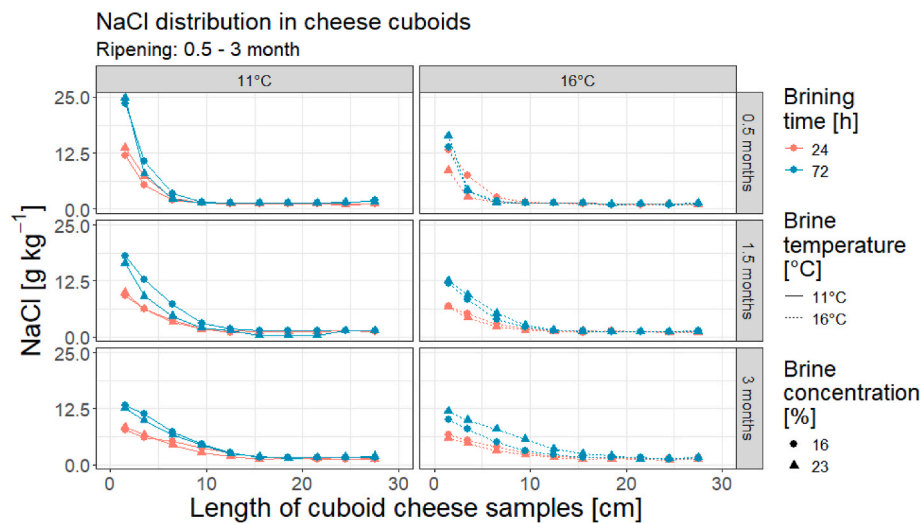 NaCl distribution in cheese cuboids
Ripening: 0.5 - 3 month
11°C
16°C
25.0
12.5
0.0
0.5 months
25.0
12.5
0.0
1.5 months
25.0
12.5
0.0
3 months
0
10
20
30
0
10
20
30
NaCl [g kg⁻¹]
Length of cuboid cheese samples [cm]
Brining
time [h]
24
72
Brine
temperature
[°C]
11°C
16°C
Brine
concentration
[%]
16
23